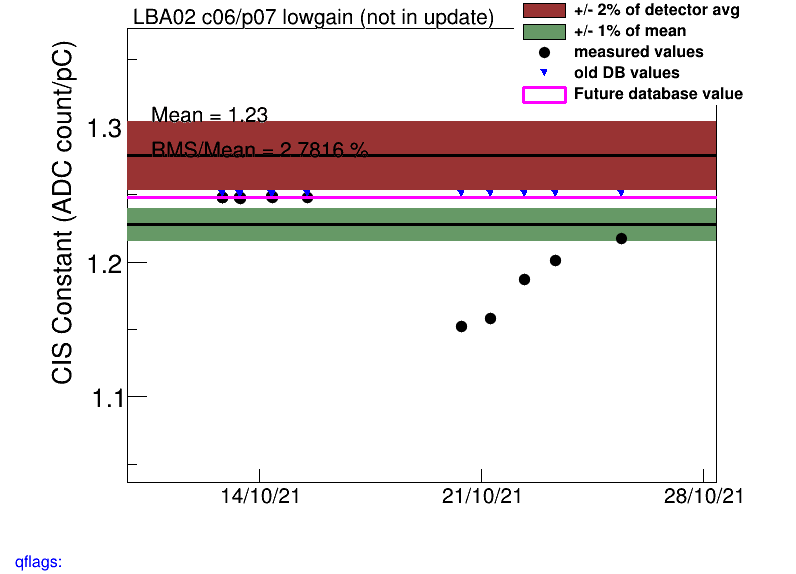 LBA02 c06/p07 lowgain (not in update)
+/- 2% of detector avg
+/- 1% of mean
measured values
old DB values
Future database value
CIS Constant (ADC count/pC)
Mean = 1.23
RMS/Mean = 2.7816 %
1.3
1.2
1.1
14/10/21
21/10/21
28/10/21
qflags: